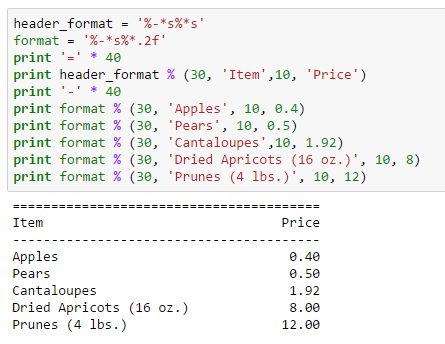 header_format = '%-*s%*s'
format = '%-*s%*.2f'
print '=' * 40
print header_format % (30, 'Item',10, 'Price')
print '-' * 40
print format % (30, 'Apples', 10, 0.4)
print format % (30, 'Pears', 10, 0.5)
print format % (30, 'Cantaloupes',10, 1.92)
print format % (30, 'Dried Apricots (16 oz.)', 10, 8)
print format % (30, 'Prunes (4 lbs.)', 10, 12)
========================================
Item                               Price
----------------------------------------
Apples                              0.40
Pears                               0.50
Cantaloupes                         1.92
Dried Apricots (16 oz.)             8.00
Prunes (4 lbs.)                    12.00